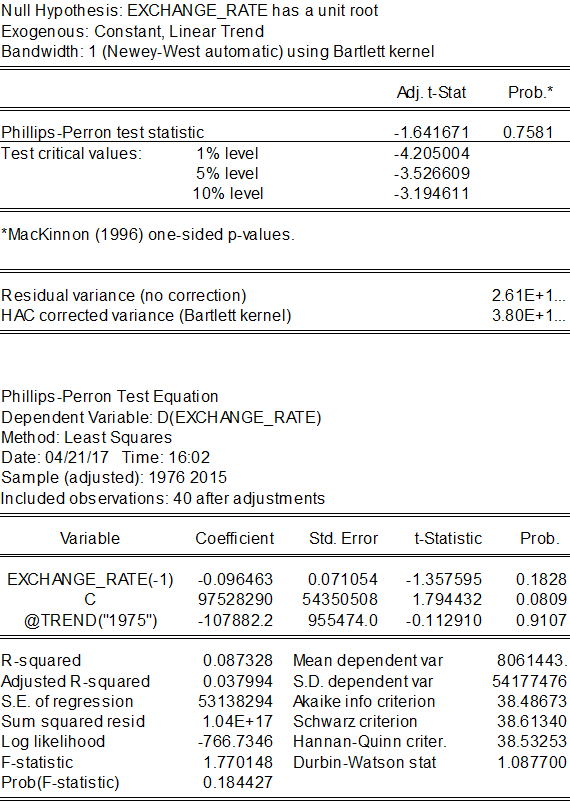 Null Hypothesis: EXCHANGE_RATE has a unit root
Exogenous: Constant, Linear Trend
Bandwidth: 1 (Newey-West automatic) using Bartlett kernel
Adj. t-Stat Prob.*
Phillips-Perron test statistic -1.641671 0.7581
Test critical values: 1% level -4.205004
5% level -3.526609
10% level -3.194611
*MacKinnon (1996) one-sided p-values.
Residual variance (no correction) 2.61E+1...
HAC corrected variance (Bartlett kernel) 3.80E+1...
Phillips-Perron Test Equation
Dependent Variable: D(EXCHANGE_RATE)
Method: Least Squares
Date: 04/21/17 Time: 16:02
Sample (adjusted): 1976 2015
Included observations: 40 after adjustments
Variable Coefficient Std. Error t-Statistic Prob.
EXCHANGE_RATE(-1) -0.096463 0.071054 -1.357595 0.1828
C 97528290 54350508 1.794432 0.0809
@TREND("1975") -107882.2 955474.0 -0.112910 0.9107
R-squared 0.087328 Mean dependent var 8061443.
Adjusted R-squared 0.037994 S.D. dependent var 54177476
S.E. of regression 53138294 Akaike info criterion 38.48673
Sum squared resid 1.04E+17 Schwarz criterion 38.61340
Log likelihood -766.7346 Hannan-Quinn criter. 38.53253
F-statistic 1.770148 Durbin-Watson stat 1.087700
Prob(F-statistic) 0.184427